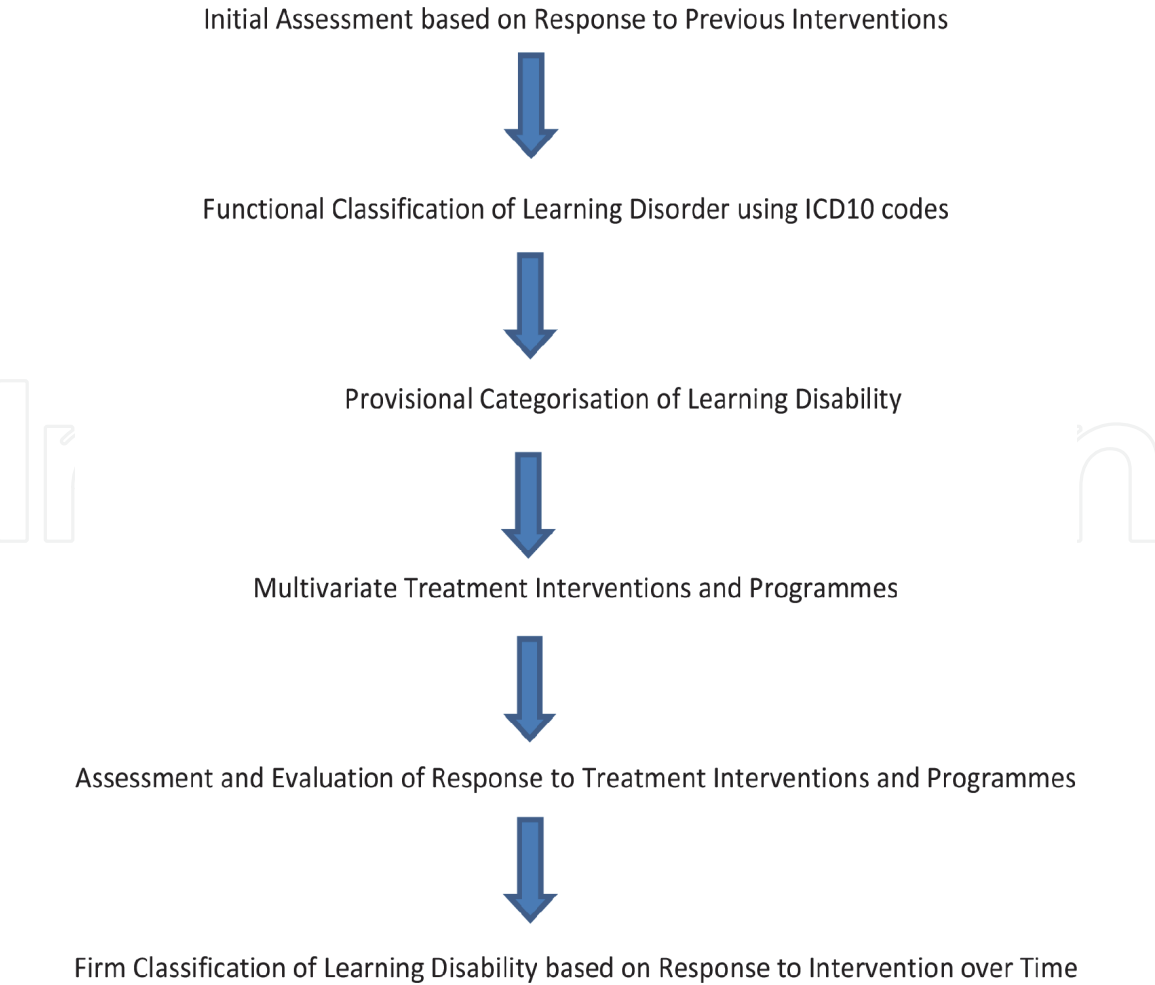 Initial Assessment based on Response to Previous Interventions
Functional Classification of Learning Disorder using ICD10 codes
Provisional Categorisation of Learning Disability
Multivariate Treatment Interventions and Programmes
Assessment and Evaluation of Response to Treatment Interventions and Programmes
Firm Classification of Learning Disability based on Response to Intervention over Time